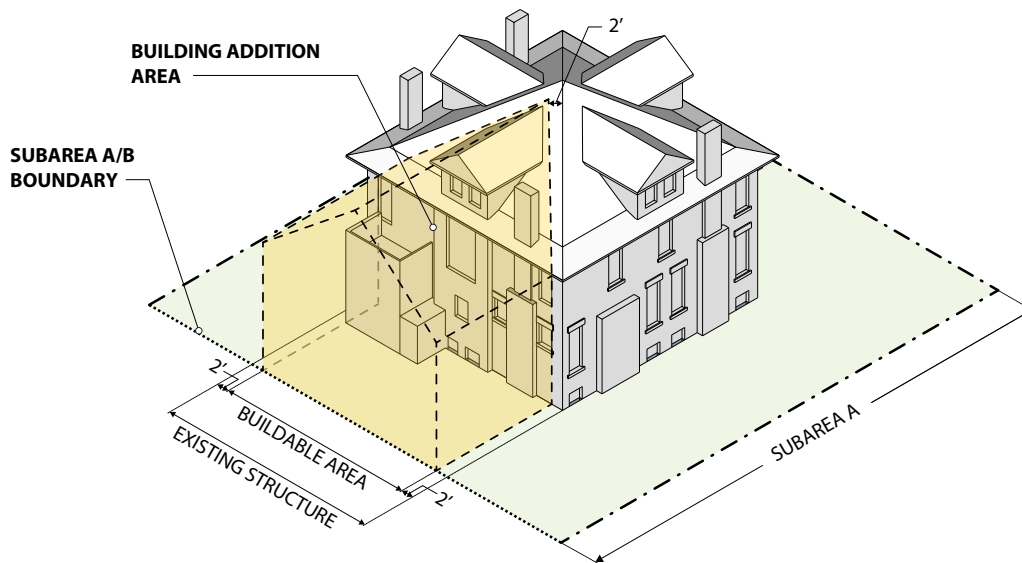 2’
BUILDING ADDITION
AREA
SUBAREA A/B
BOUNDARY
2’
BUILDABLE AREA
EXISTING STRUCTURE
2’
SUBAREA A